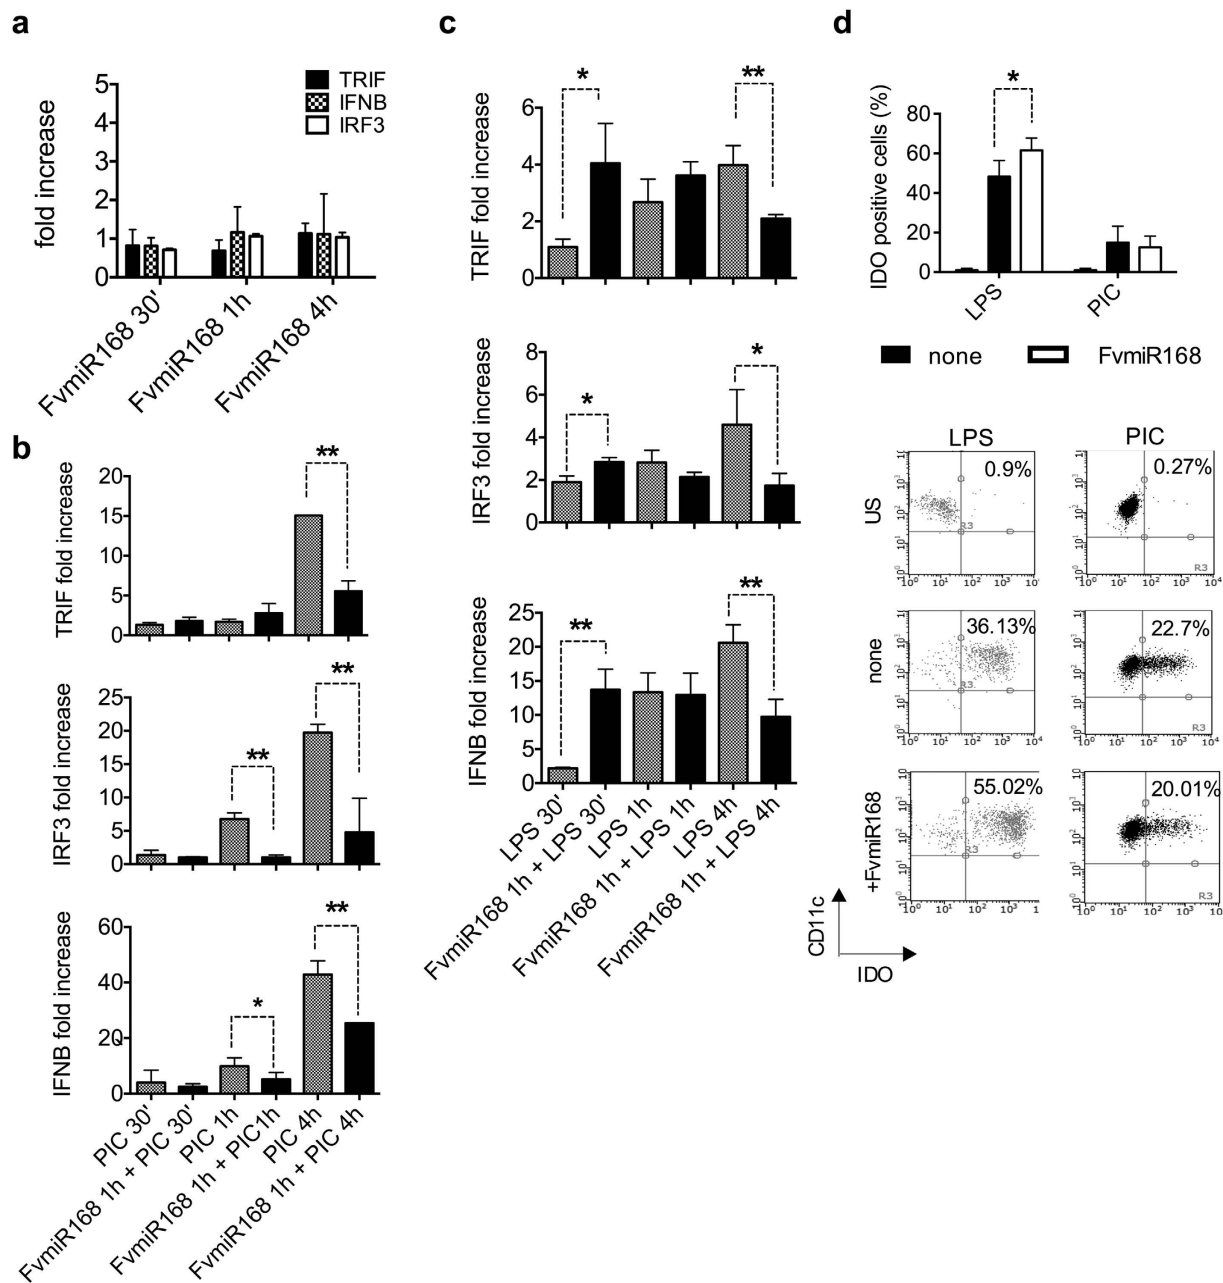 a
fold increase
5
4
3
2
1
0
TRIF
IFNB
IRF3
FvmiR168 30'
FvmiR168 1h
FvmiR168 4h
b
TRIF fold increase
20
15
10
5
0
**
IRF3 fold increase
25
20
15
10
5
0
**
**
IFNB fold increase
60
40
20
0
*
**
PIC 30'
FvmiR168 1h + PIC 30'
PIC 1h
FvmiR168 1h + PIC1h
PIC 4h
FvmiR168 1h + PIC 4h
c
TRIF fold increase
6
4
2
0
*
**
IRF3 fold increase
8
6
4
2
0
*
*
IFNB fold increase
25
20
15
10
5
0
**
**
LPS 30'
FvmiR168 1h + LPS 30'
LPS 1h
FvmiR168 1h + LPS 1h
LPS 4h
FvmiR168 1h + LPS 4h
d
IDO positive cells (%)
80
60
40
20
0
*
LPS
PIC
none
FvmiR168
LPS
PIC
US
0.9%
0.27%
R3
R3
none
36.13%
22.7%
R3
R3
+FvmiR168
55.02%
20.01%
R3
R3
CD11c
IDO